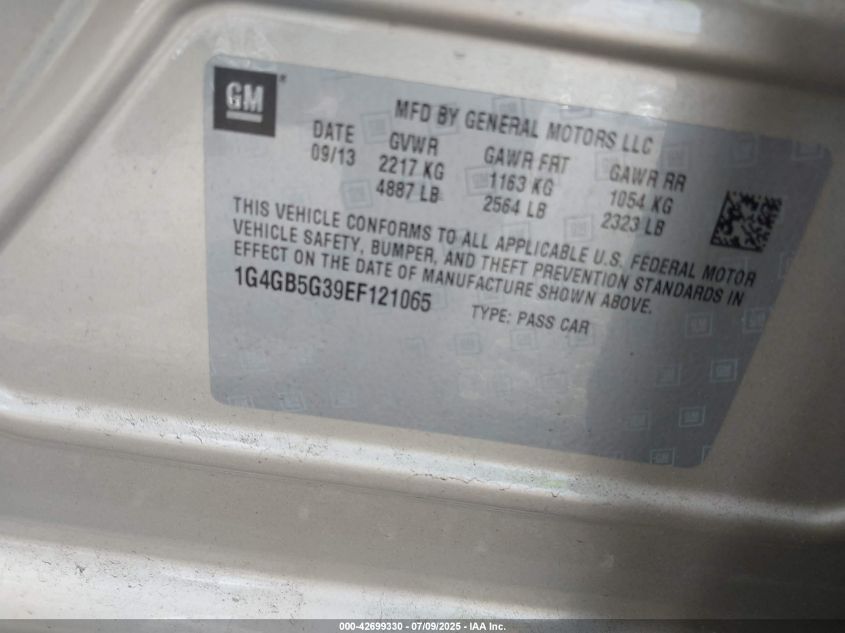 GM
MFD BY GENERAL MOTORS LLC
DATE GVWR GAWR FRT GAWR RR
09/13 2217 KG 1163 KG 1054 KG
4887 LB 2564 LB 2323 LB
THIS VEHICLE CONFORMS TO ALL APPLICABLE U.S. FEDERAL MOTOR
VEHICLE SAFETY, BUMPER, AND THEFT PREVENTION STANDARDS IN
EFFECT ON THE DATE OF MANUFACTURE SHOWN ABOVE.
1G4GB5G39EF121065 TYPE: PASS CAR
000-42699330 - 07/09/2025 - IAA Inc.